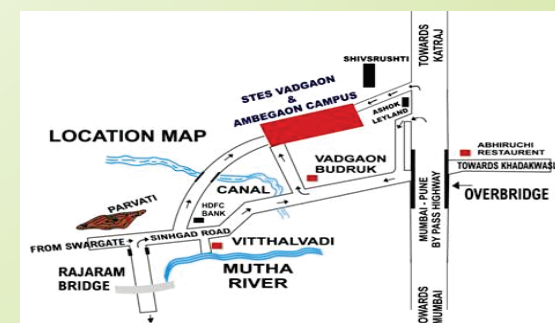 TOWARDS
KATRAJ
SHIVSRUSHTI
STES VADGAON
&
AMBEGAON CAMPUS
ASHOK
LEYLAND
LOCATION MAP
ABHIRUCHI
RESTAURENT
VADGAON
BUDRUK
TOWARDS KHADAKWASL
CANAL
PARVATI
HDFC
BANK
OVERBRIDGE
MUMBAI - PUNE
BY PASS HIGHWAY
FROM SWARGATE
SINHGAD ROAD
VITTHALVADI
RAJARAM
BRIDGE
MUTHA
RIVER
TOWARDS
MUMBAI